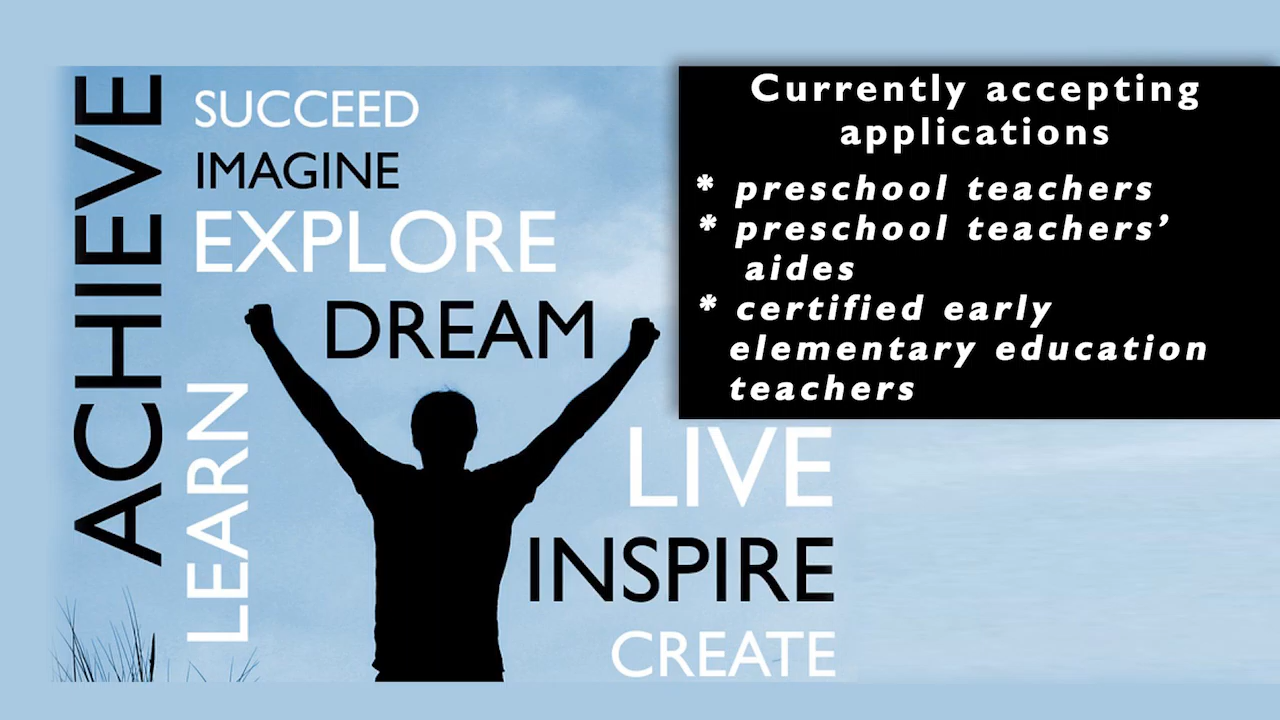 ACHIEVE
SUCCEED
IMAGINE
EXPLORE
DREAM
LEARN
LIVE
INSPIRE
CREATE
Currently accepting
applications
* preschool teachers
* preschool teachers’
aides
* certified early
elementary education
teachers